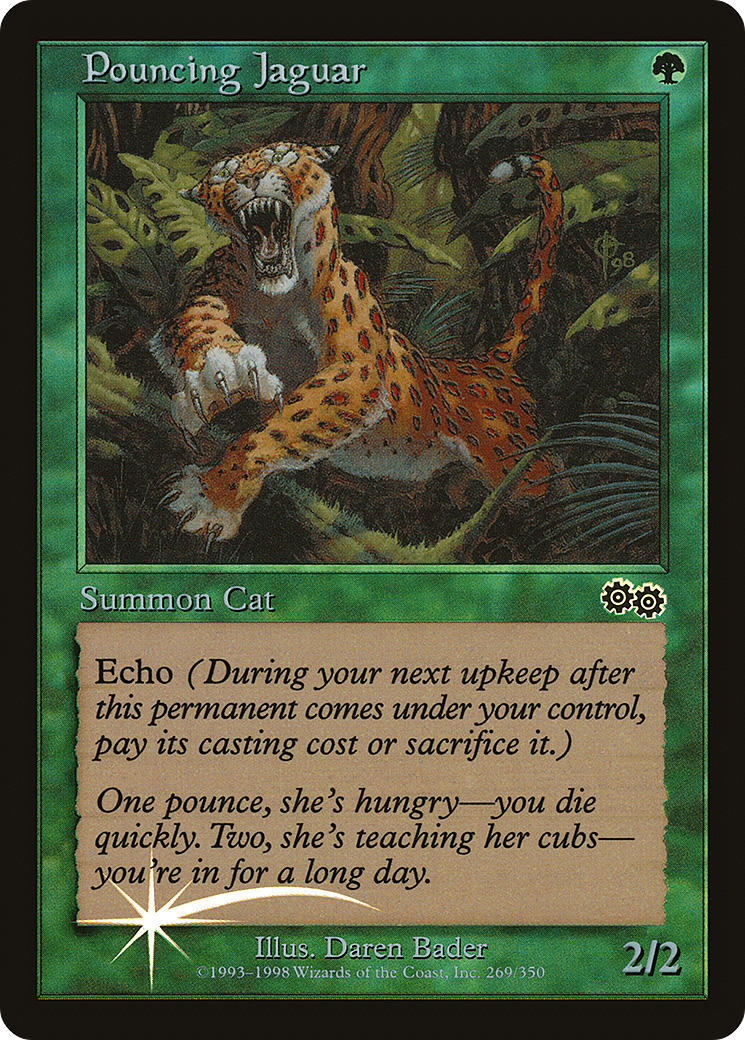 Pouncing Jaguar
98
Summon Cat
Echo (During your next upkeep after
this permanent comes under your control,
pay its casting cost or sacrifice it.)
One pounce, she's hungry—you die
quickly. Two, she's teaching her cubs—
you're in for a long day.
Illus. Daren Bader
©1993–1998 Wizards of the Coast, Inc. 269/350
2/2